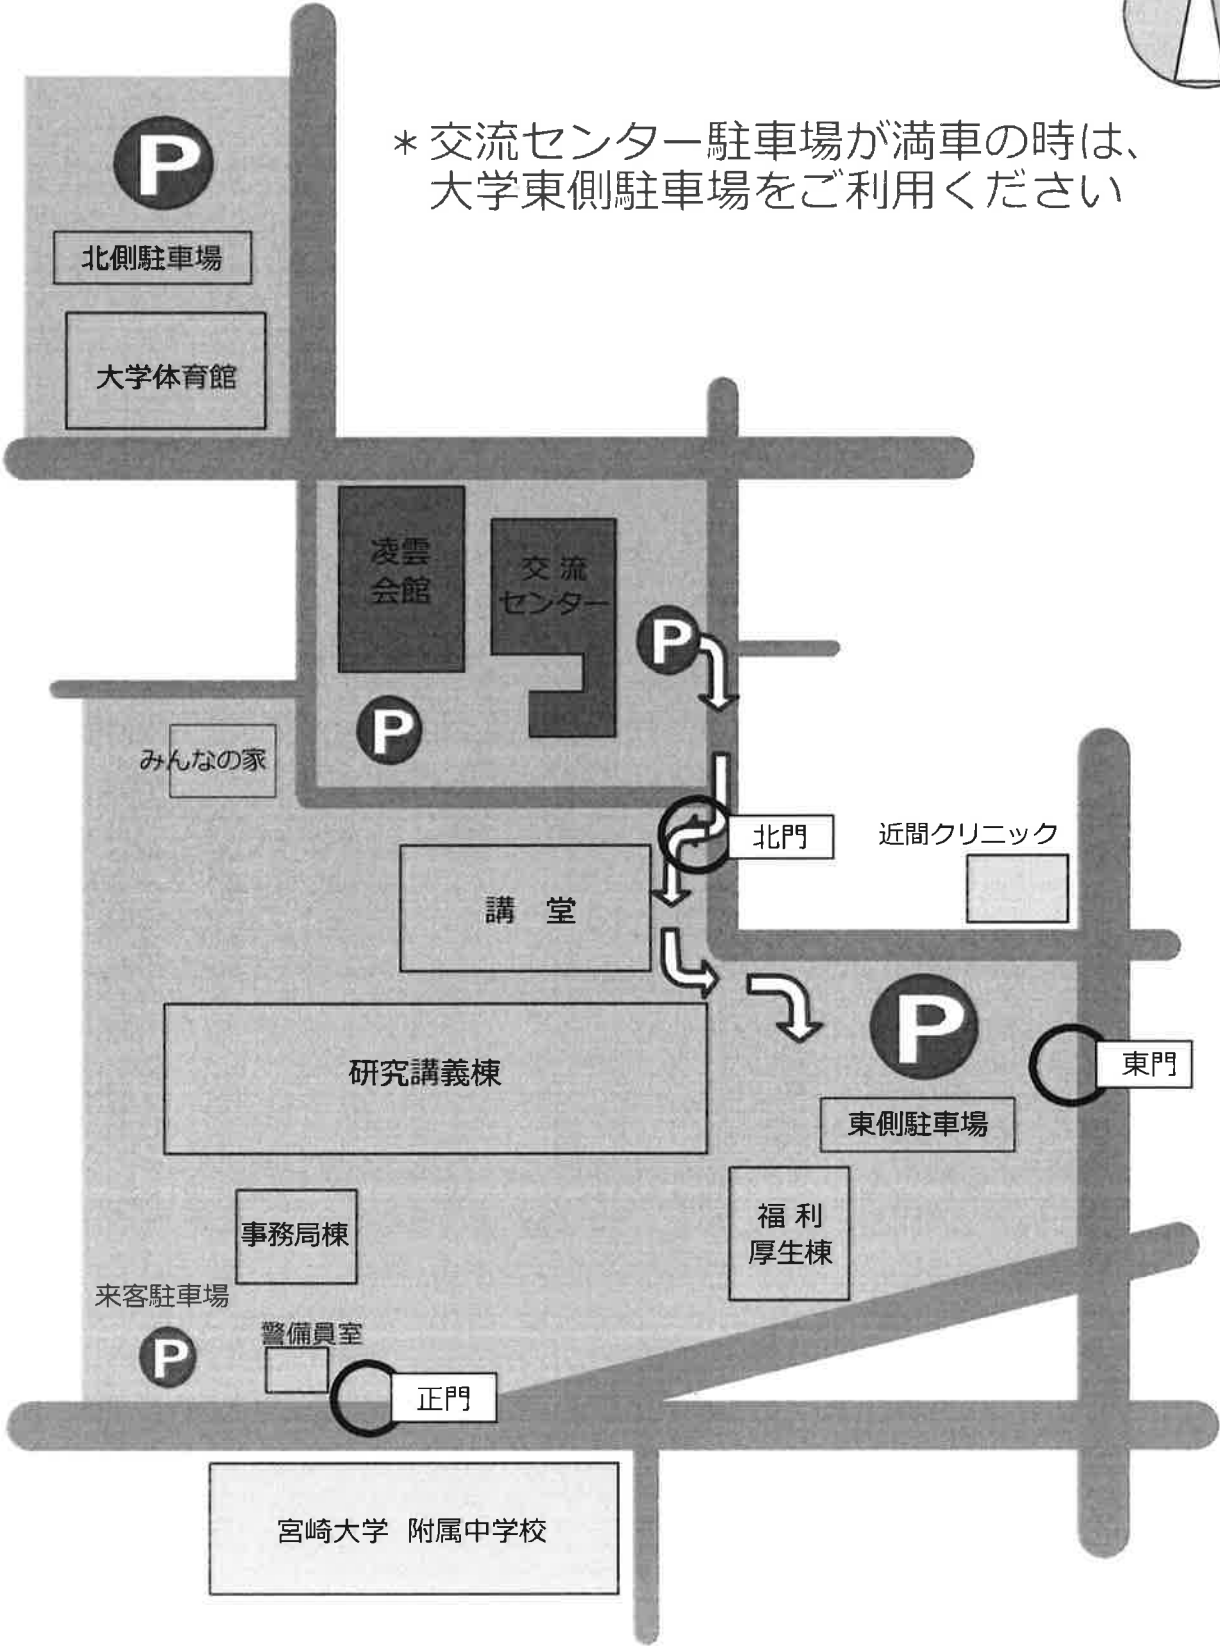 ＊交流センター駐車場が満車の時は、
大学東側駐車場をご利用ください
P
北側駐車場
大学体育館
凌雲
会館
交 流
センター
P
P
みんなの家
北門
近間クリニック
講　堂
P
研究講義棟
東門
東側駐車場
福 利
厚生棟
事務局棟
来客駐車場
P
警備員室
正門
宮崎大学 附属中学校